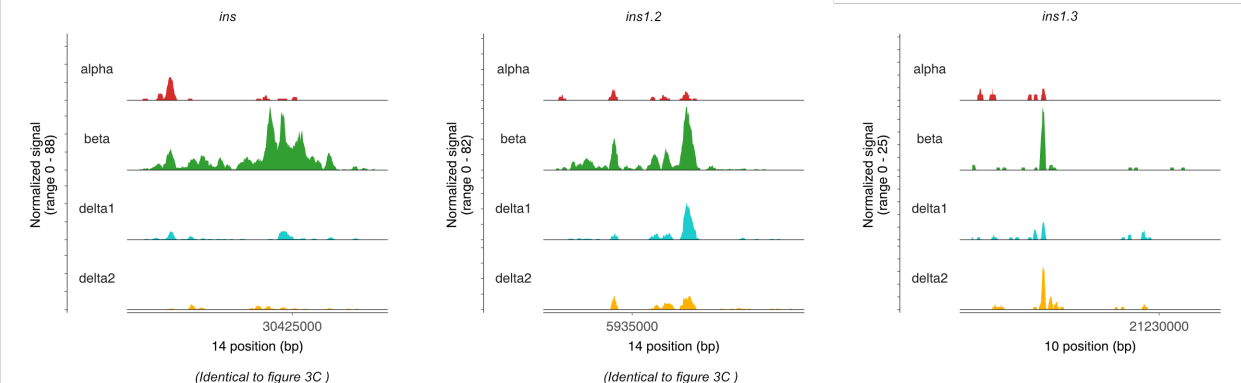 ins
alpha
beta
delta1
delta2
Normalized signal
(range 0 - 88)
30425000
14 position (bp)
(Identical to figure 3C )
ins1.2
alpha
beta
delta1
delta2
Normalized signal
(range 0 - 82)
5935000
14 position (bp)
(Identical to figure 3C )
ins1.3
alpha
beta
delta1
delta2
Normalized signal
(range 0 - 25)
21230000
10 position (bp)